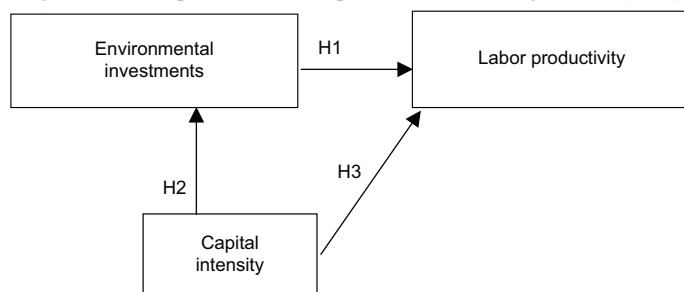 Environmental
investments
H1
Labor productivity
H2
H3
Capital
intensity